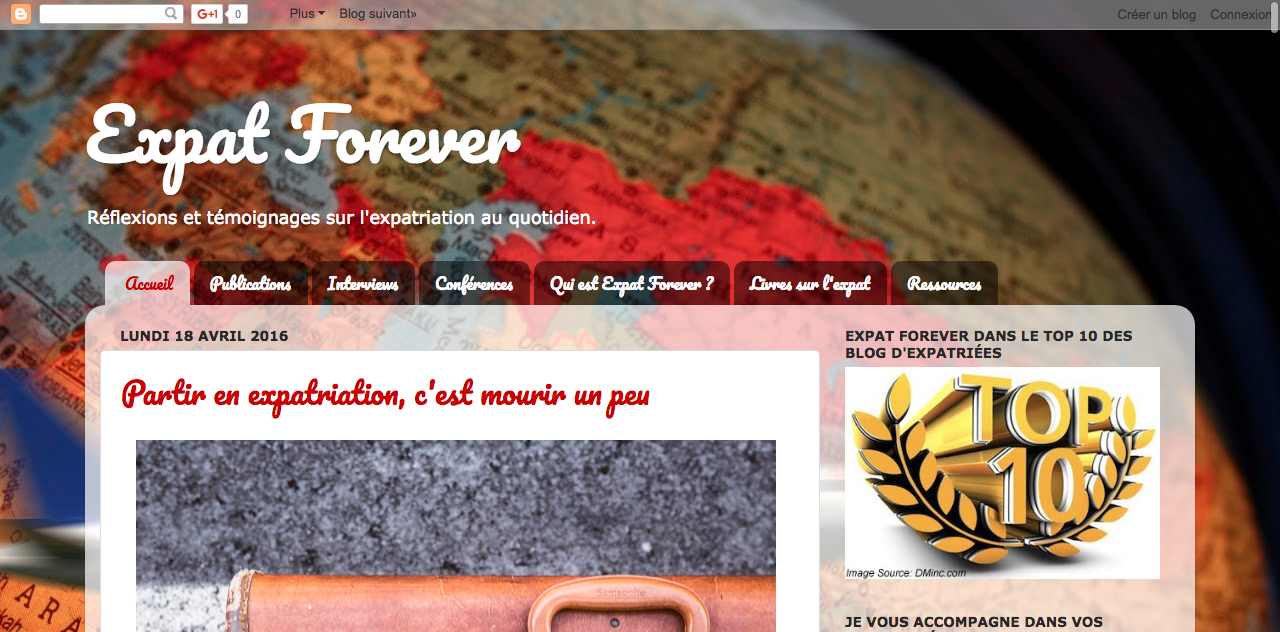 G+1 0 Plus Blog suivant» Créer un blog Connexion
Expat Forever
Réflexions et témoignages sur l'expatriation au quotidien.
Accueil Publications Interviews Conférences Qui est Expat Forever ? Livres sur l'expat Ressources
LUNDI 18 AVRIL 2016
Partir en expatriation, c'est mourir un peu
Samsonite
EXPAT FOREVER DANS LE TOP 10 DES
BLOG D'EXPATRIÉES
TOP
10
Image Source: DMinc.com
JE VOUS ACCOMPAGNE DANS VOS